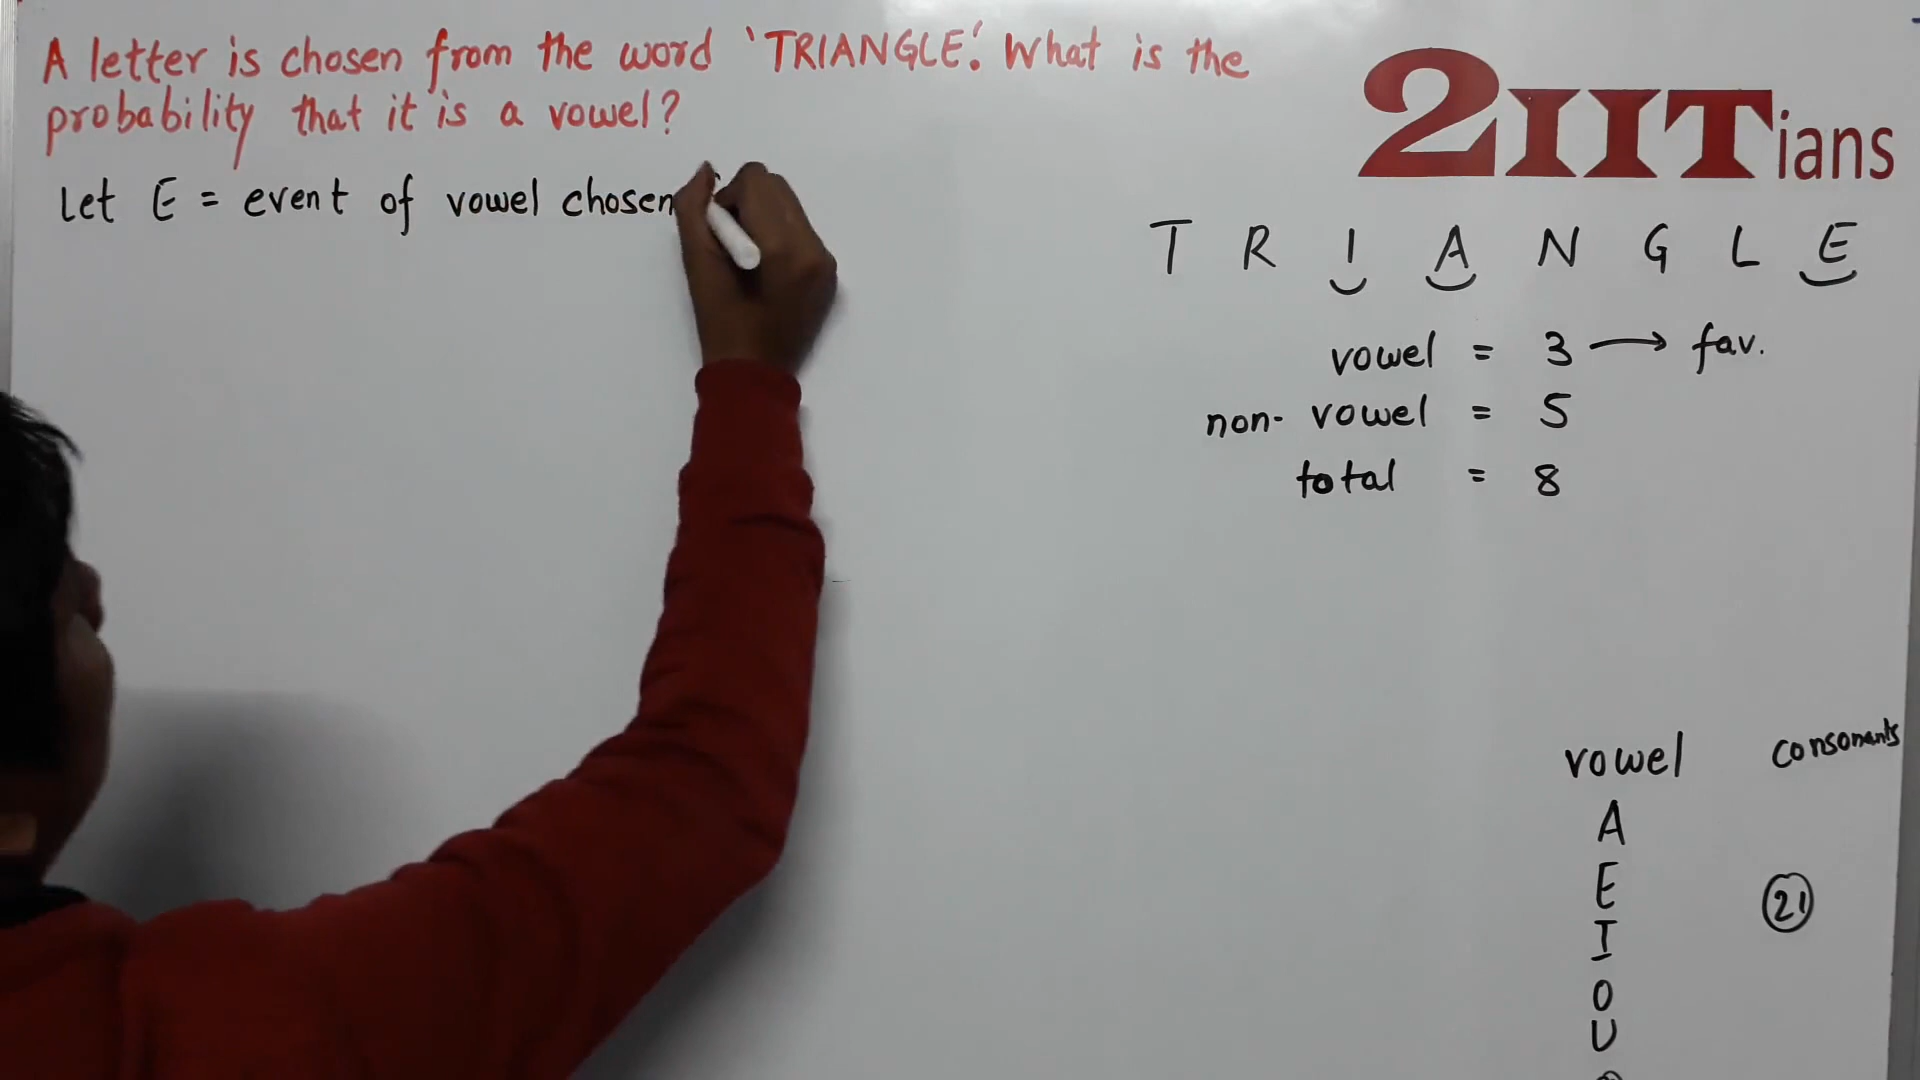 A letter is chosen from the word 'TRIANGLE'. What is the
probability that it is a vowel?
Let E = event of vowel chosen
2IITians
T R I A N G L E
vowel = 3 → fav.
non-vowel = 5
total = 8
vowel consonants
A
E
21
I
O
U